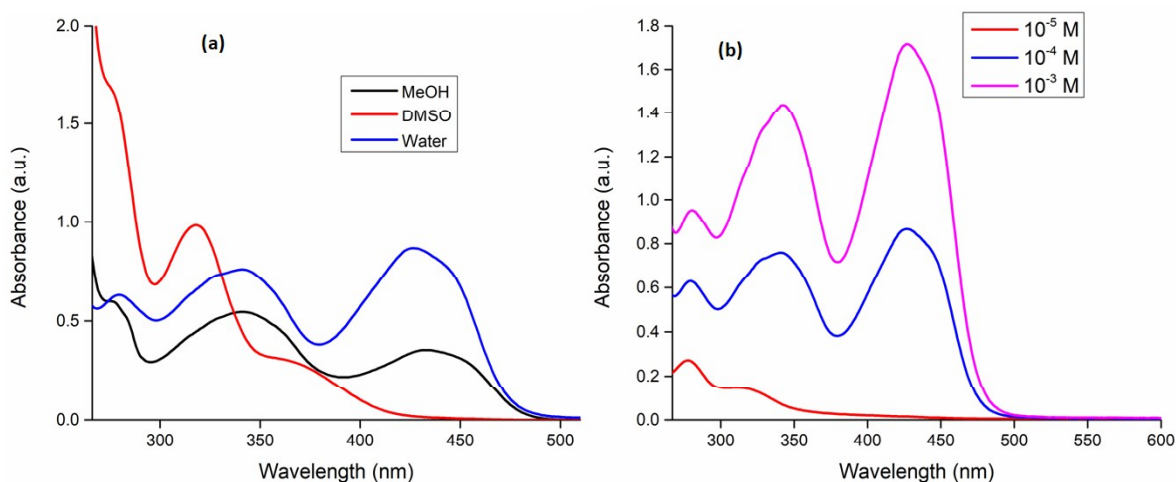 (a)
MeOH
DMSO
Water
2.0
1.5
1.0
0.5
0.0
Absorbance (a.u.)
300 350 400 450 500
Wavelength (nm)
(b)
10⁻⁵ M
10⁻⁴ M
10⁻³ M
1.8
1.6
1.4
1.2
1.0
0.8
0.6
0.4
0.2
0.0
Absorbance (a.u.)
300 350 400 450 500 550 600
Wavelength (nm)